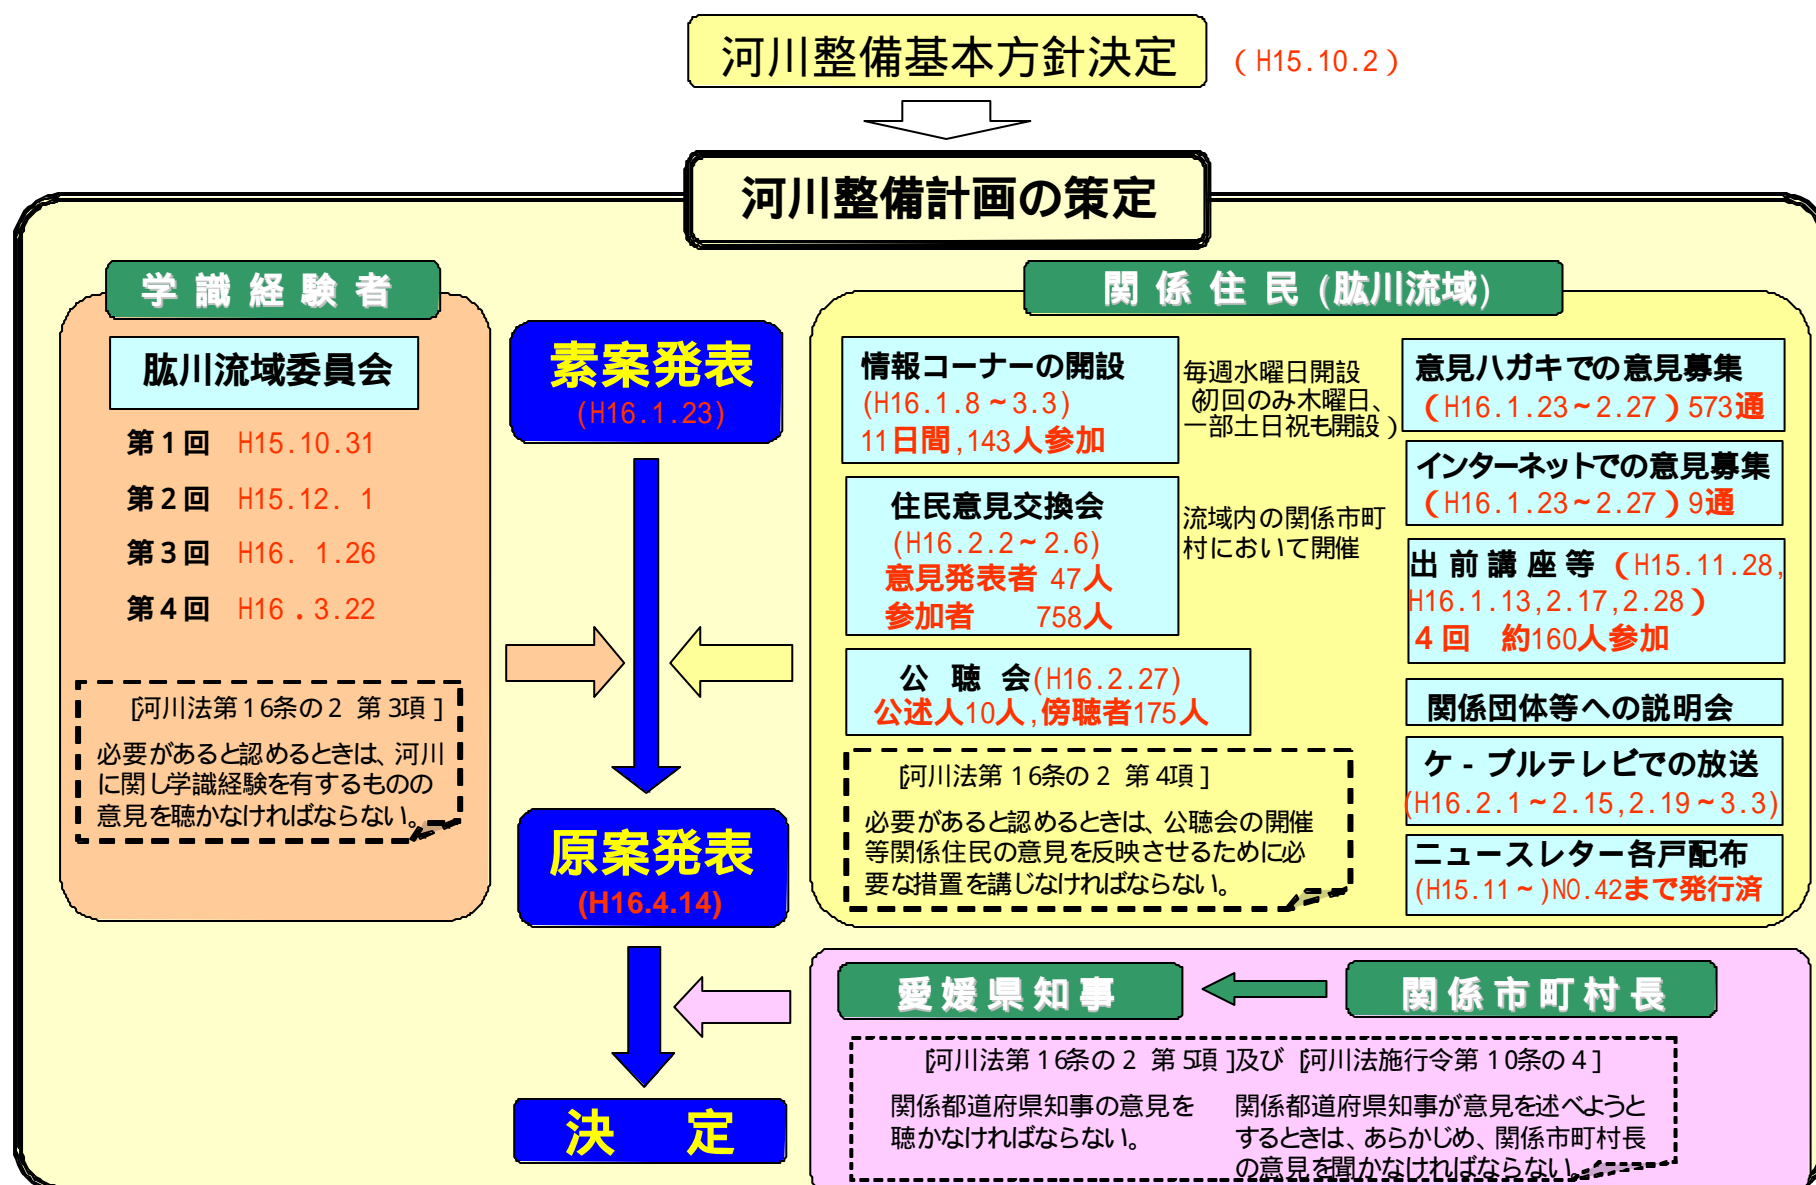 河川整備基本方針決定 （H15.10.2）
河川整備計画の策定
学識経験者
肱川流域委員会
第1回 H15.10.31
第2回 H15.12. 1
第3回 H16. 1.26
第4回 H16．3.22
[河川法第16条の2 第3項]
必要があると認めるときは、河川
に関し学識経験を有するものの
意見を聴かなければならない。
素案発表
(H16.1.23)
原案発表
(H16.4.14)
決 定
関係住民(肱川流域)
情報コーナーの開設
(H16.1.8～3.3)
11日間,143人参加
毎週水曜日開設
(初回のみ木曜日、
一部土日祝も開設）
住民意見交換会
(H16.2.2～2.6)
意見発表者 47人
参加者 758人
流域内の関係市町
村において開催
公 聴 会(H16.2.27)
公述人10人,傍聴者175人
[河川法第16条の2 第4項]
必要があると認めるときは、公聴会の開催
等関係住民の意見を反映させるために必
要な措置を講じなければならない。
意見ハガキでの意見募集
（H16.1.23～2.27）573通
インターネットでの意見募集
（H16.1.23～2.27）9通
出前講座等（H15.11.28,
H16.1.13,2.17,2.28）
4回 約160人参加
関係団体等への説明会
ケ‐ブルテレビでの放送
(H16.2.1～2.15,2.19～3.3)
ニュースレター各戸配布
(H15.11～)NO.42まで発行済
愛媛県知事
関係市町村長
[河川法第16条の2 第5項]及び[河川法施行令第10条の4]
関係都道府県知事の意見を
聴かなければならない。
関係都道府県知事が意見を述べようと
するときは、あらかじめ、関係市町村長
の意見を聞かなければならない。